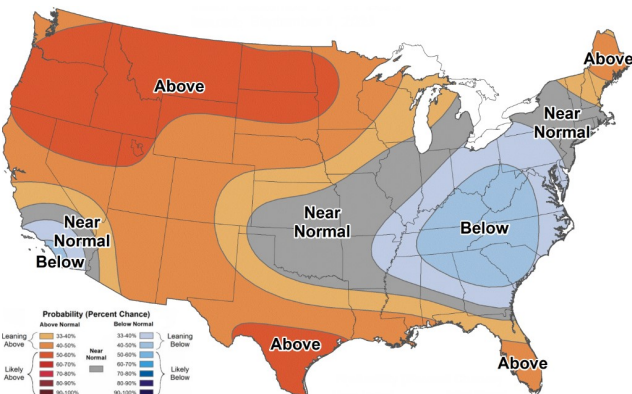 Above
Above
Near
Normal
Near
Normal
Near
Normal
Below
Below
Above
Above
Probability (Percent Chance)
Above Normal
Below Normal
Leaning
Above
33-40%
40-50%
Likely
Above
50-60%
60-70%
70-80%
80-90%
90-100%
Near
Normal
33-40%
40-50%
Leaning
Below
50-60%
60-70%
70-80%
80-90%
90-100%
Likely
Below